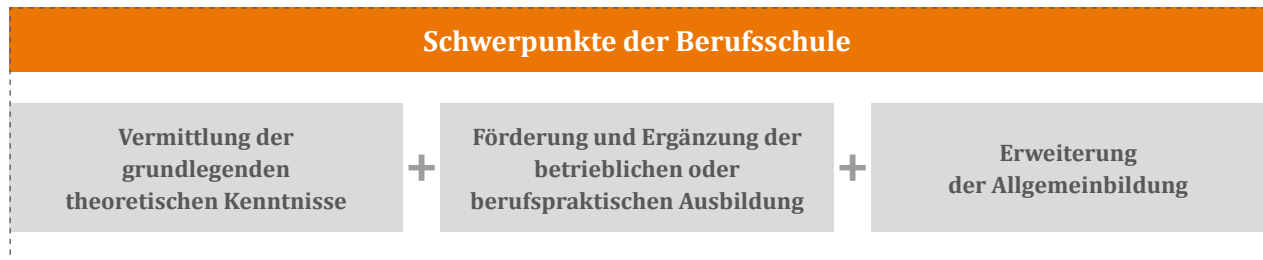 Schwerpunkte der Berufsschule
Vermittlung der
grundlegenden
theoretischen Kenntnisse
+
Förderung und Ergänzung der
betrieblichen oder
berufspraktischen Ausbildung
+
Erweiterung
der Allgemeinbildung